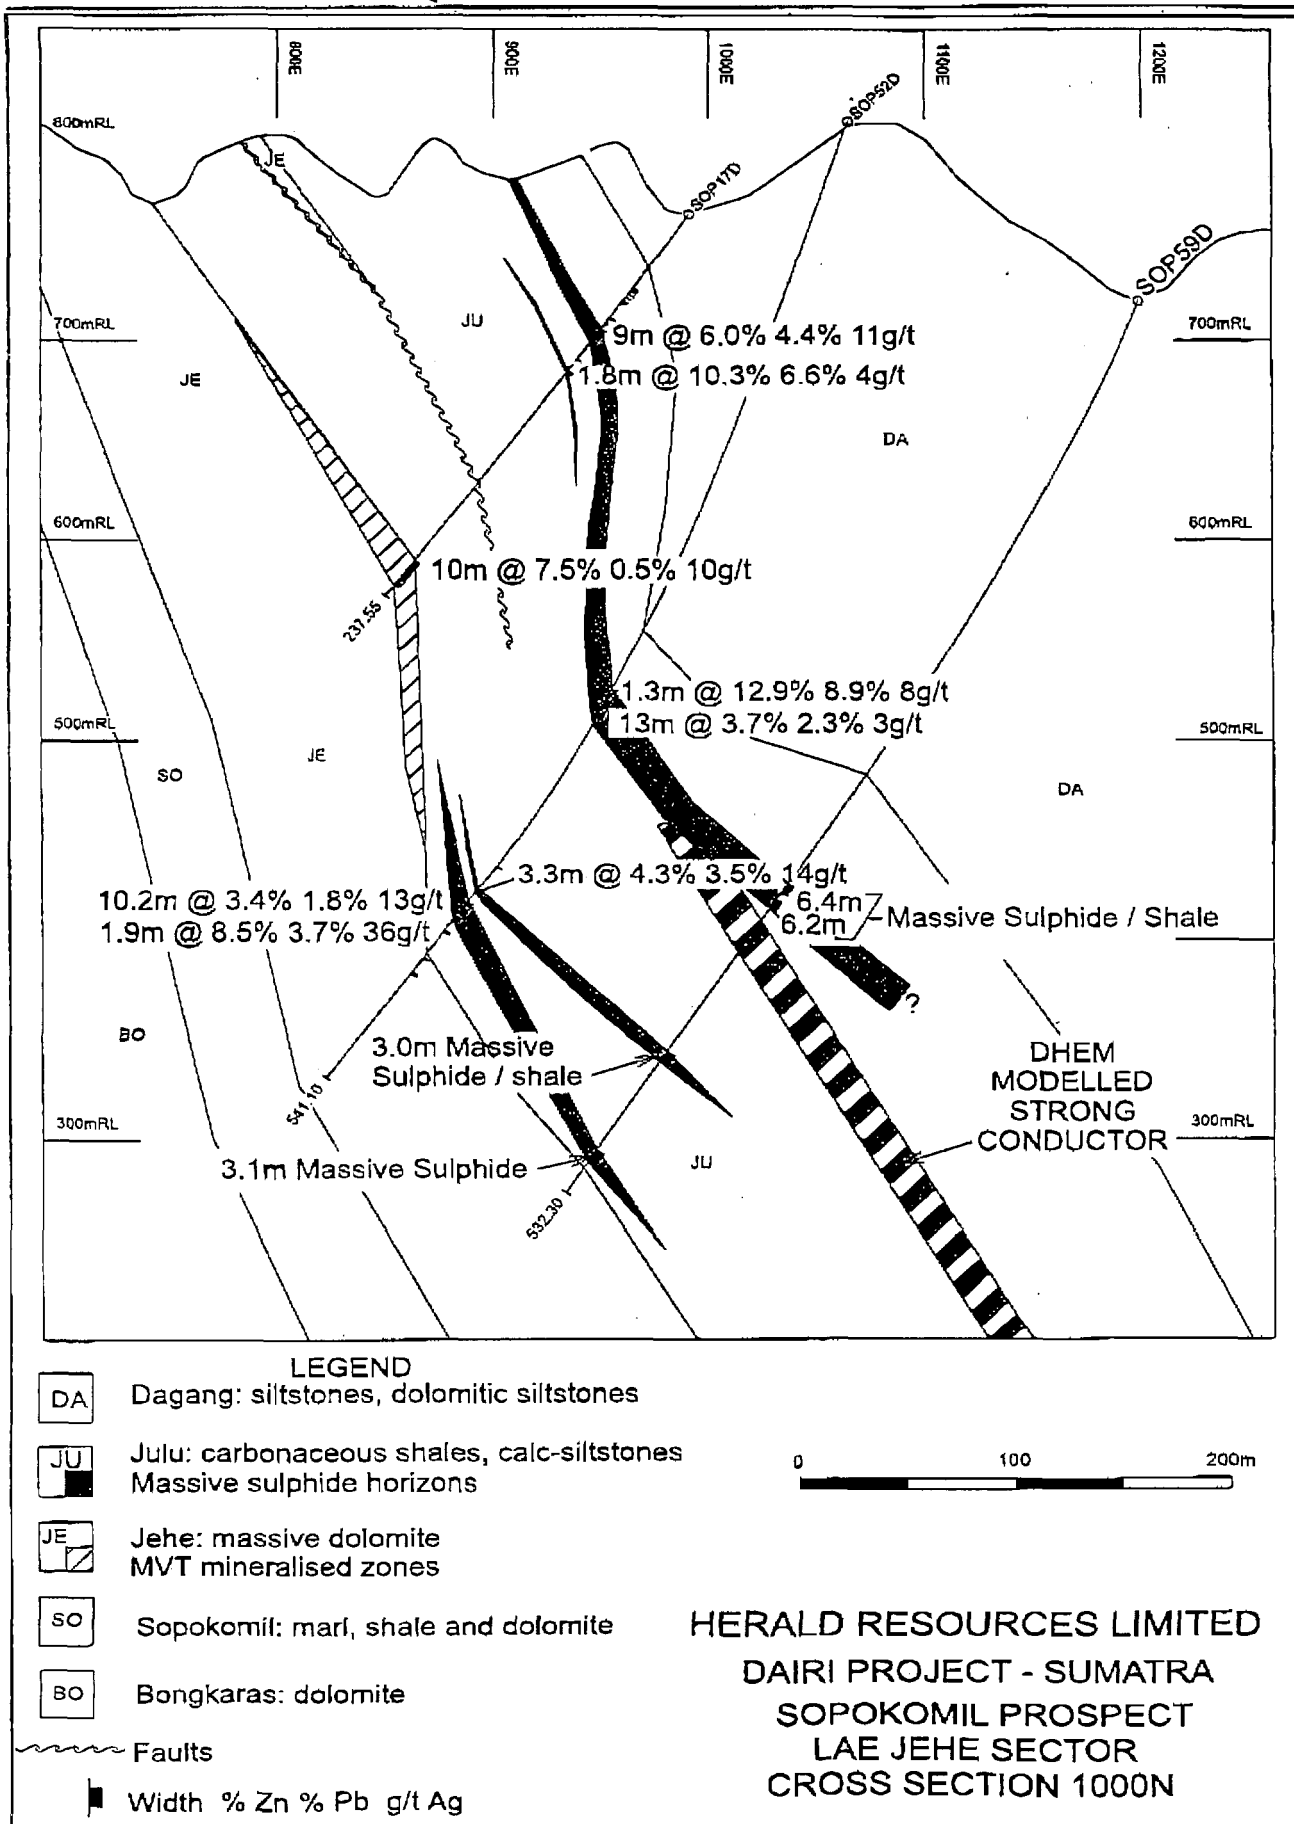 800E
900E
1000E
1100E
1200E
800mRL
SOP52D
JE
SOP17D
SOP59D
700mRL
JU
700mRL
9m @ 6.0% 4.4% 11g/t
1.8m @ 10.3% 6.6% 4g/t
JE
DA
600mRL
600mRL
10m @ 7.5% 0.5% 10g/t
237.55
1.3m @ 12.9% 8.9% 8g/t
13m @ 3.7% 2.3% 3g/t
500mRL
500mRL
JE
SO
DA
3.3m @ 4.3% 3.5% 14g/t
10.2m @ 3.4% 1.8% 13g/t
1.9m @ 8.5% 3.7% 36g/t
6.4m
6.2m
Massive Sulphide / Shale
?
BO
3.0m Massive
Sulphide / shale
541.10
DHEM
MODELLED
STRONG
CONDUCTOR
300mRL
300mRL
3.1m Massive Sulphide
JU
532.30
LEGEND
DA
Dagang: siltstones, dolomitic siltstones
JU
Julu: carbonaceous shales, calc-siltstones
Massive sulphide horizons
0 100 200m
JE
Jehe: massive dolomite
MVT mineralised zones
SO
Sopokomil: marl, shale and dolomite
BO
Bongkaras: dolomite
Faults
Width % Zn % Pb g/t Ag
HERALD RESOURCES LIMITED
DAIRI PROJECT - SUMATRA
SOPOKOMIL PROSPECT
LAE JEHE SECTOR
CROSS SECTION 1000N